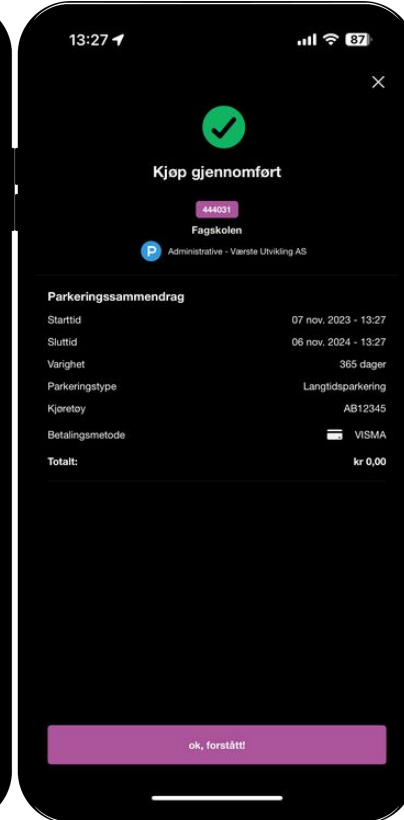 13:27
87
Kjøp gjennomført
444031
Fagskolen
P Administrative - Værste Utvikling AS
Parkeringssammendrag
Starttid 07 nov. 2023 - 13:27
Sluttid 06 nov. 2024 - 13:27
Varighet 365 dager
Parkeringstype Langtidsparkering
Kjøretøy AB12345
Betalingsmetode VISMA
Totalt: kr 0,00
ok, forstått!